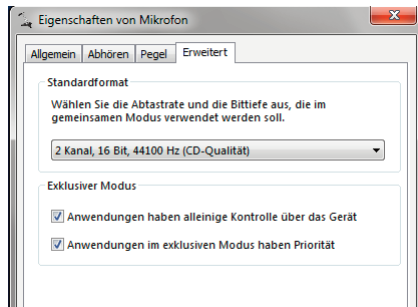 Eigenschaften von Mikrofon
Allgemein Abhören Pegel Erweitert
Standardformat
Wählen Sie die Abtastrate und die Bittiefe aus, die im
gemeinsamen Modus verwendet werden soll.
2 Kanal, 16 Bit, 44100 Hz (CD-Qualität)
Exklusiver Modus
Anwendungen haben alleinige Kontrolle über das Gerät
Anwendungen im exklusiven Modus haben Priorität